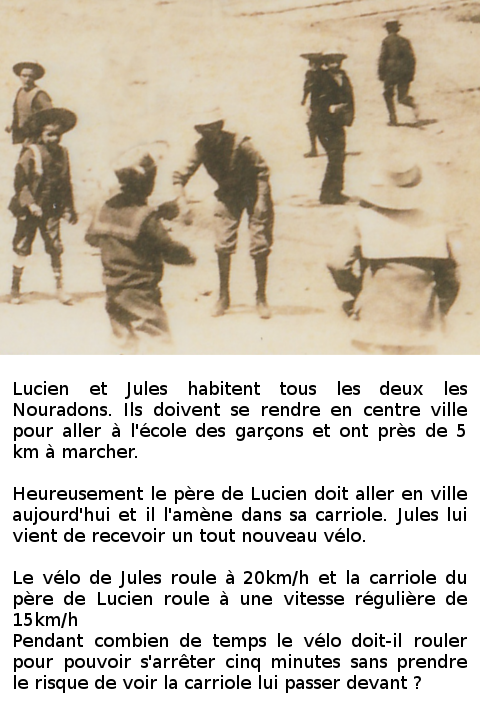 Lucien et Jules habitent tous les deux les
Nouradons. Ils doivent se rendre en centre ville
pour aller à l'école des garçons et ont près de 5
km à marcher.
Heureusement le père de Lucien doit aller en ville
aujourd'hui et il l'amène dans sa carriole. Jules lui
vient de recevoir un tout nouveau vélo.
Le vélo de Jules roule à 20km/h et la carriole du
père de Lucien roule à une vitesse régulière de
15km/h
Pendant combien de temps le vélo doit-il rouler
pour pouvoir s'arrêter cinq minutes sans prendre
le risque de voir la carriole lui passer devant ?